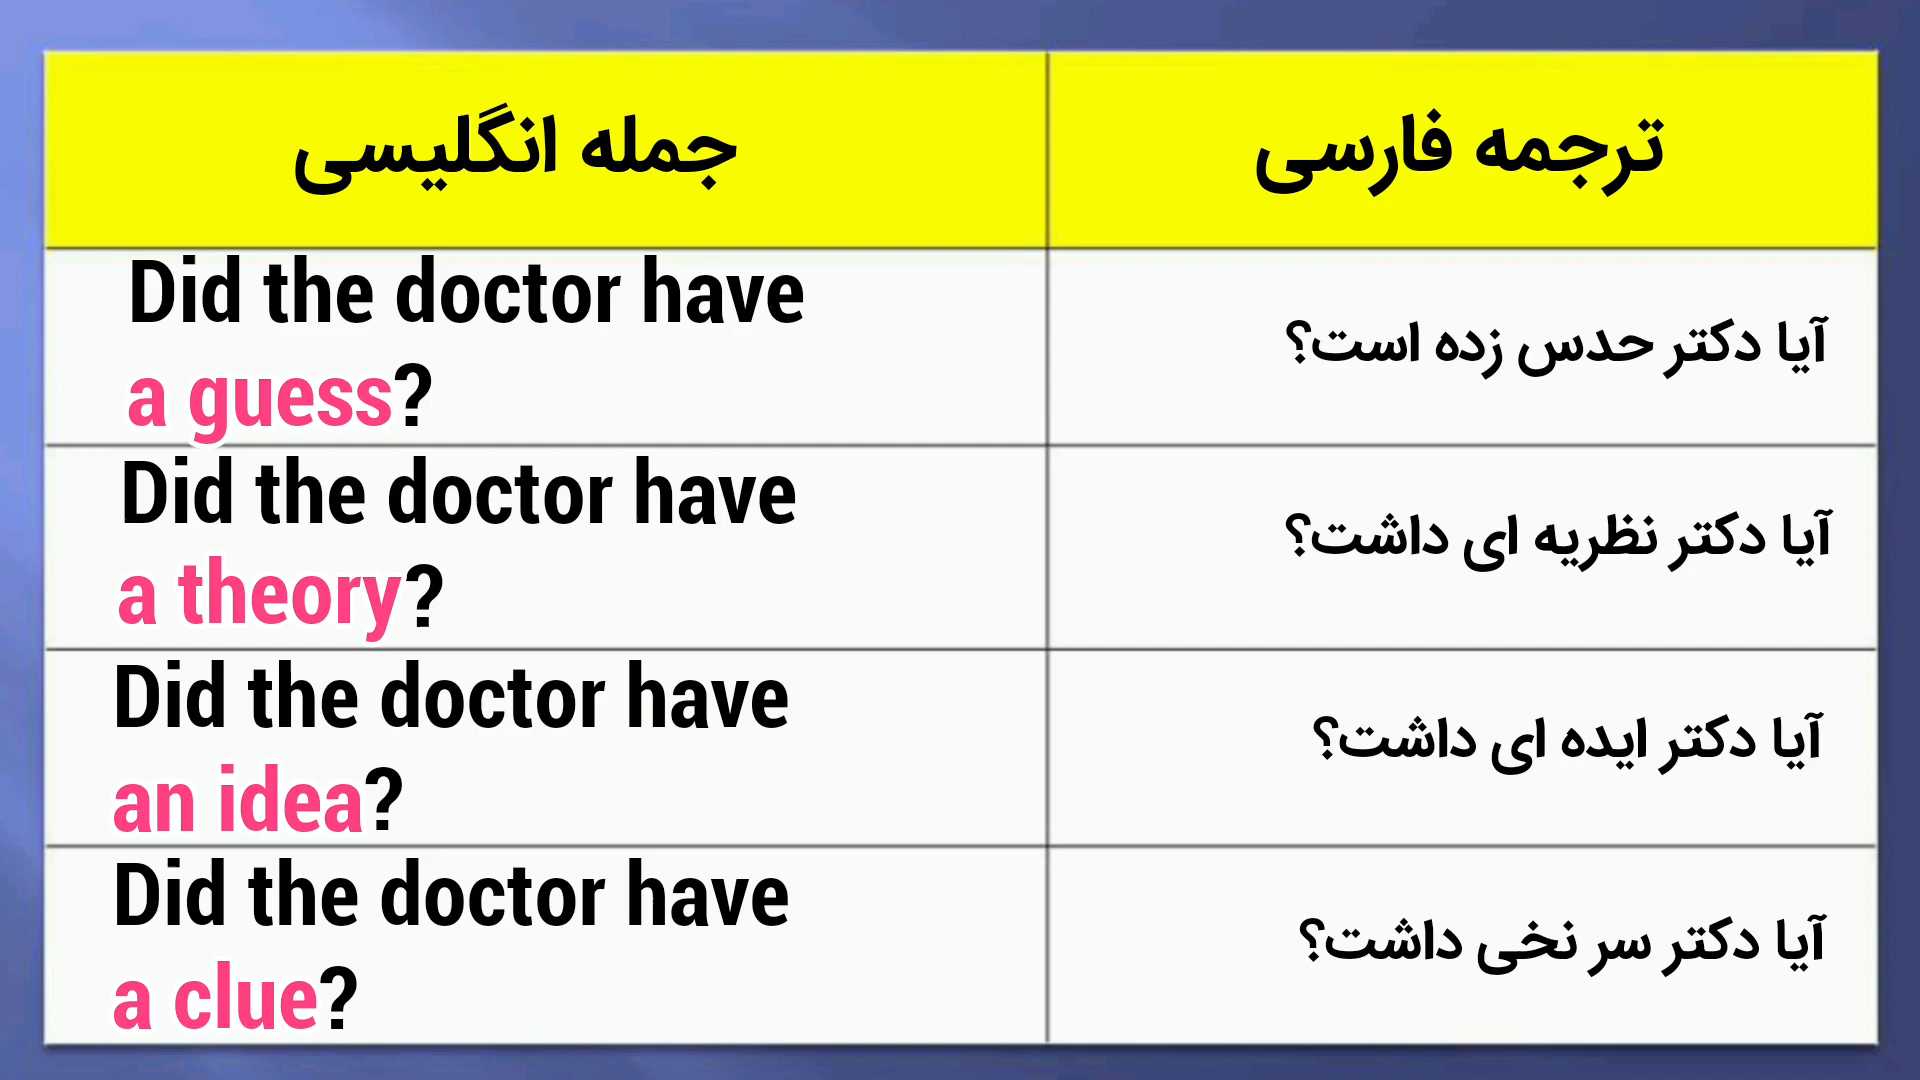 جمله انگلیسی
ترجمه فارسی
Did the doctor have
a guess?
آیا دکتر حدس زده است؟
Did the doctor have
a theory?
آیا دکتر نظریه ای داشت؟
Did the doctor have
an idea?
آیا دکتر ایده ای داشت؟
Did the doctor have
a clue?
آیا دکتر سر نخی داشت؟